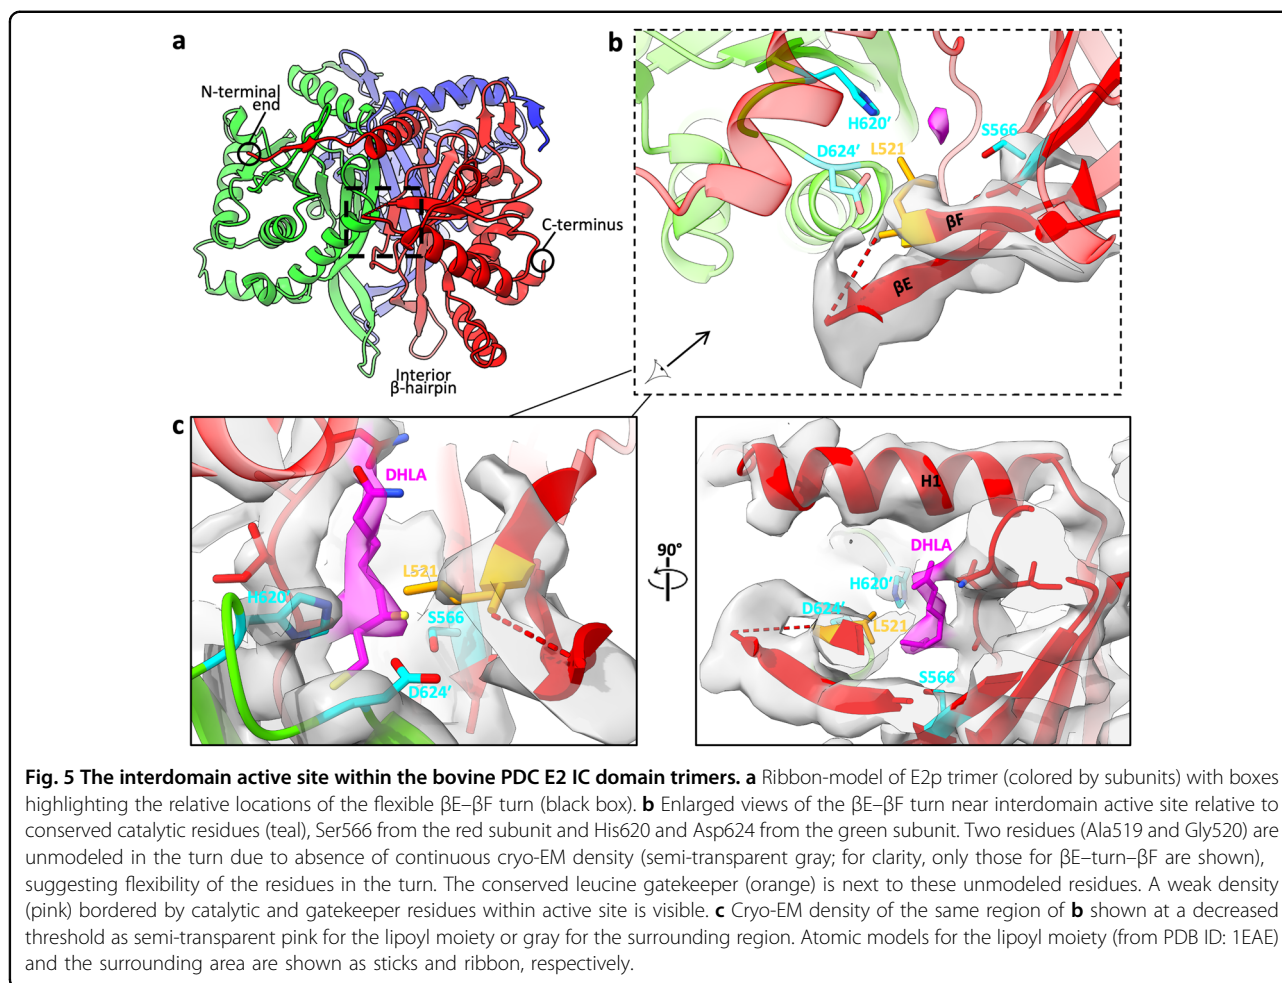 a
N-terminal
end
C-terminus
Interior
β-hairpin
b
H620′
S566
D624′
L521
βF
βE
c
DHLA
L521
H620′
S566
D624′
90°
H1
DHLA
H620′
D624′
L521
S566
Fig. 5 The interdomain active site within the bovine PDC E2 IC domain trimers. a Ribbon-model of E2p trimer (colored by subunits) with boxes
highlighting the relative locations of the flexible βE–βF turn (black box). b Enlarged views of the βE–βF turn near interdomain active site relative to
conserved catalytic residues (teal), Ser566 from the red subunit and His620 and Asp624 from the green subunit. Two residues (Ala519 and Gly520) are
unmodeled in the turn due to absence of continuous cryo-EM density (semi-transparent gray; for clarity, only those for βE–turn–βF are shown),
suggesting flexibility of the residues in the turn. The conserved leucine gatekeeper (orange) is next to these unmodeled residues. A weak density
(pink) bordered by catalytic and gatekeeper residues within active site is visible. c Cryo-EM density of the same region of b shown at a decreased
threshold as semi-transparent pink for the lipoyl moiety or gray for the surrounding region. Atomic models for the lipoyl moiety (from PDB ID: 1EAE)
and the surrounding area are shown as sticks and ribbon, respectively.